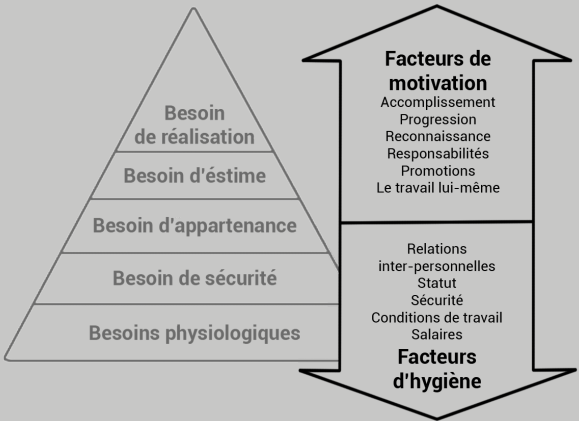 Besoin
de réalisation
Besoin d'éstime
Besoin d'appartenance
Besoin de sécurité
Besoins physiologiques
Facteurs de
motivation
Accomplissement
Progression
Reconnaissance
Responsabilités
Promotions
Le travail lui-même
Relations
inter-personnelles
Statut
Sécurité
Conditions de travail
Salaires
Facteurs
d'hygiène